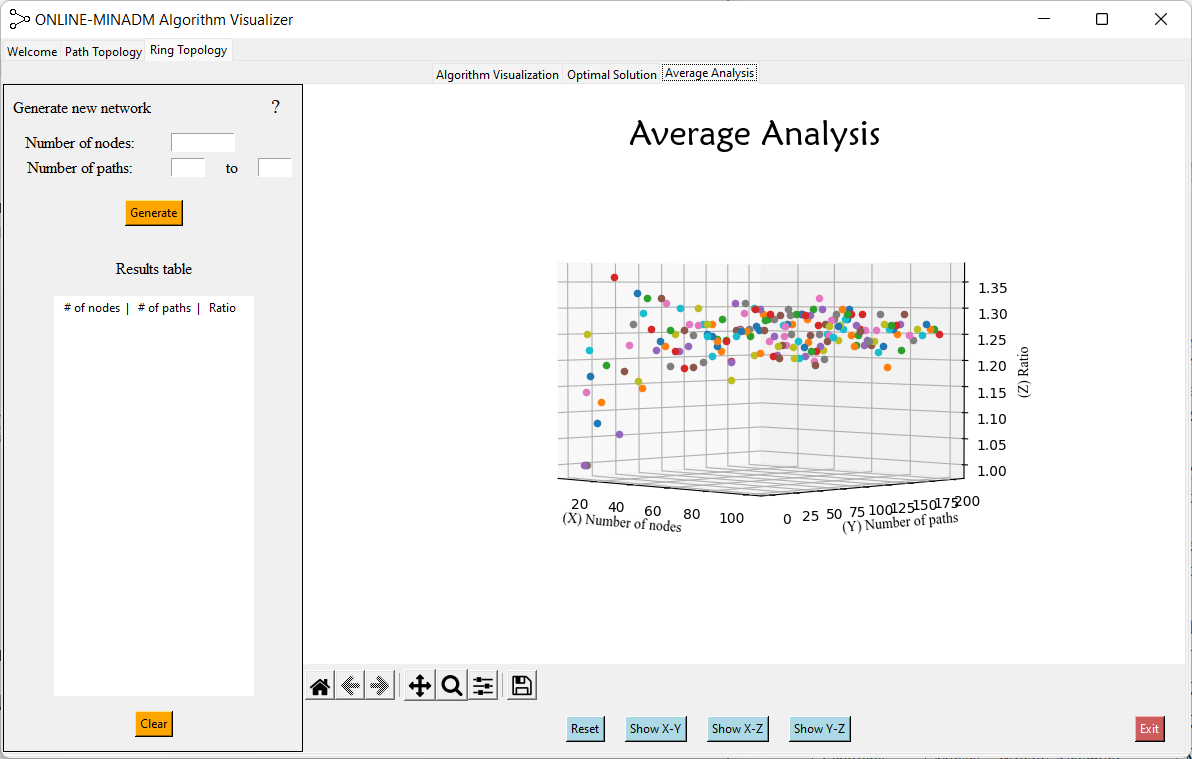 ONLINE-MINADM Algorithm Visualizer
Welcome Path Topology Ring Topology
Algorithm Visualization Optimal Solution Average Analysis
Generate new network ?
Number of nodes:
Number of paths: to
Generate
Results table
# of nodes | # of paths | Ratio
Clear
Average Analysis
1.35
1.30
1.25
1.20
1.15
1.10
1.05
1.00
(Z) Ratio
20 40 60 80 100
(X) Number of nodes
0 25 50 75 100 125 150 175 200
(Y) Number of paths
Reset Show X-Y Show X-Z Show Y-Z Exit